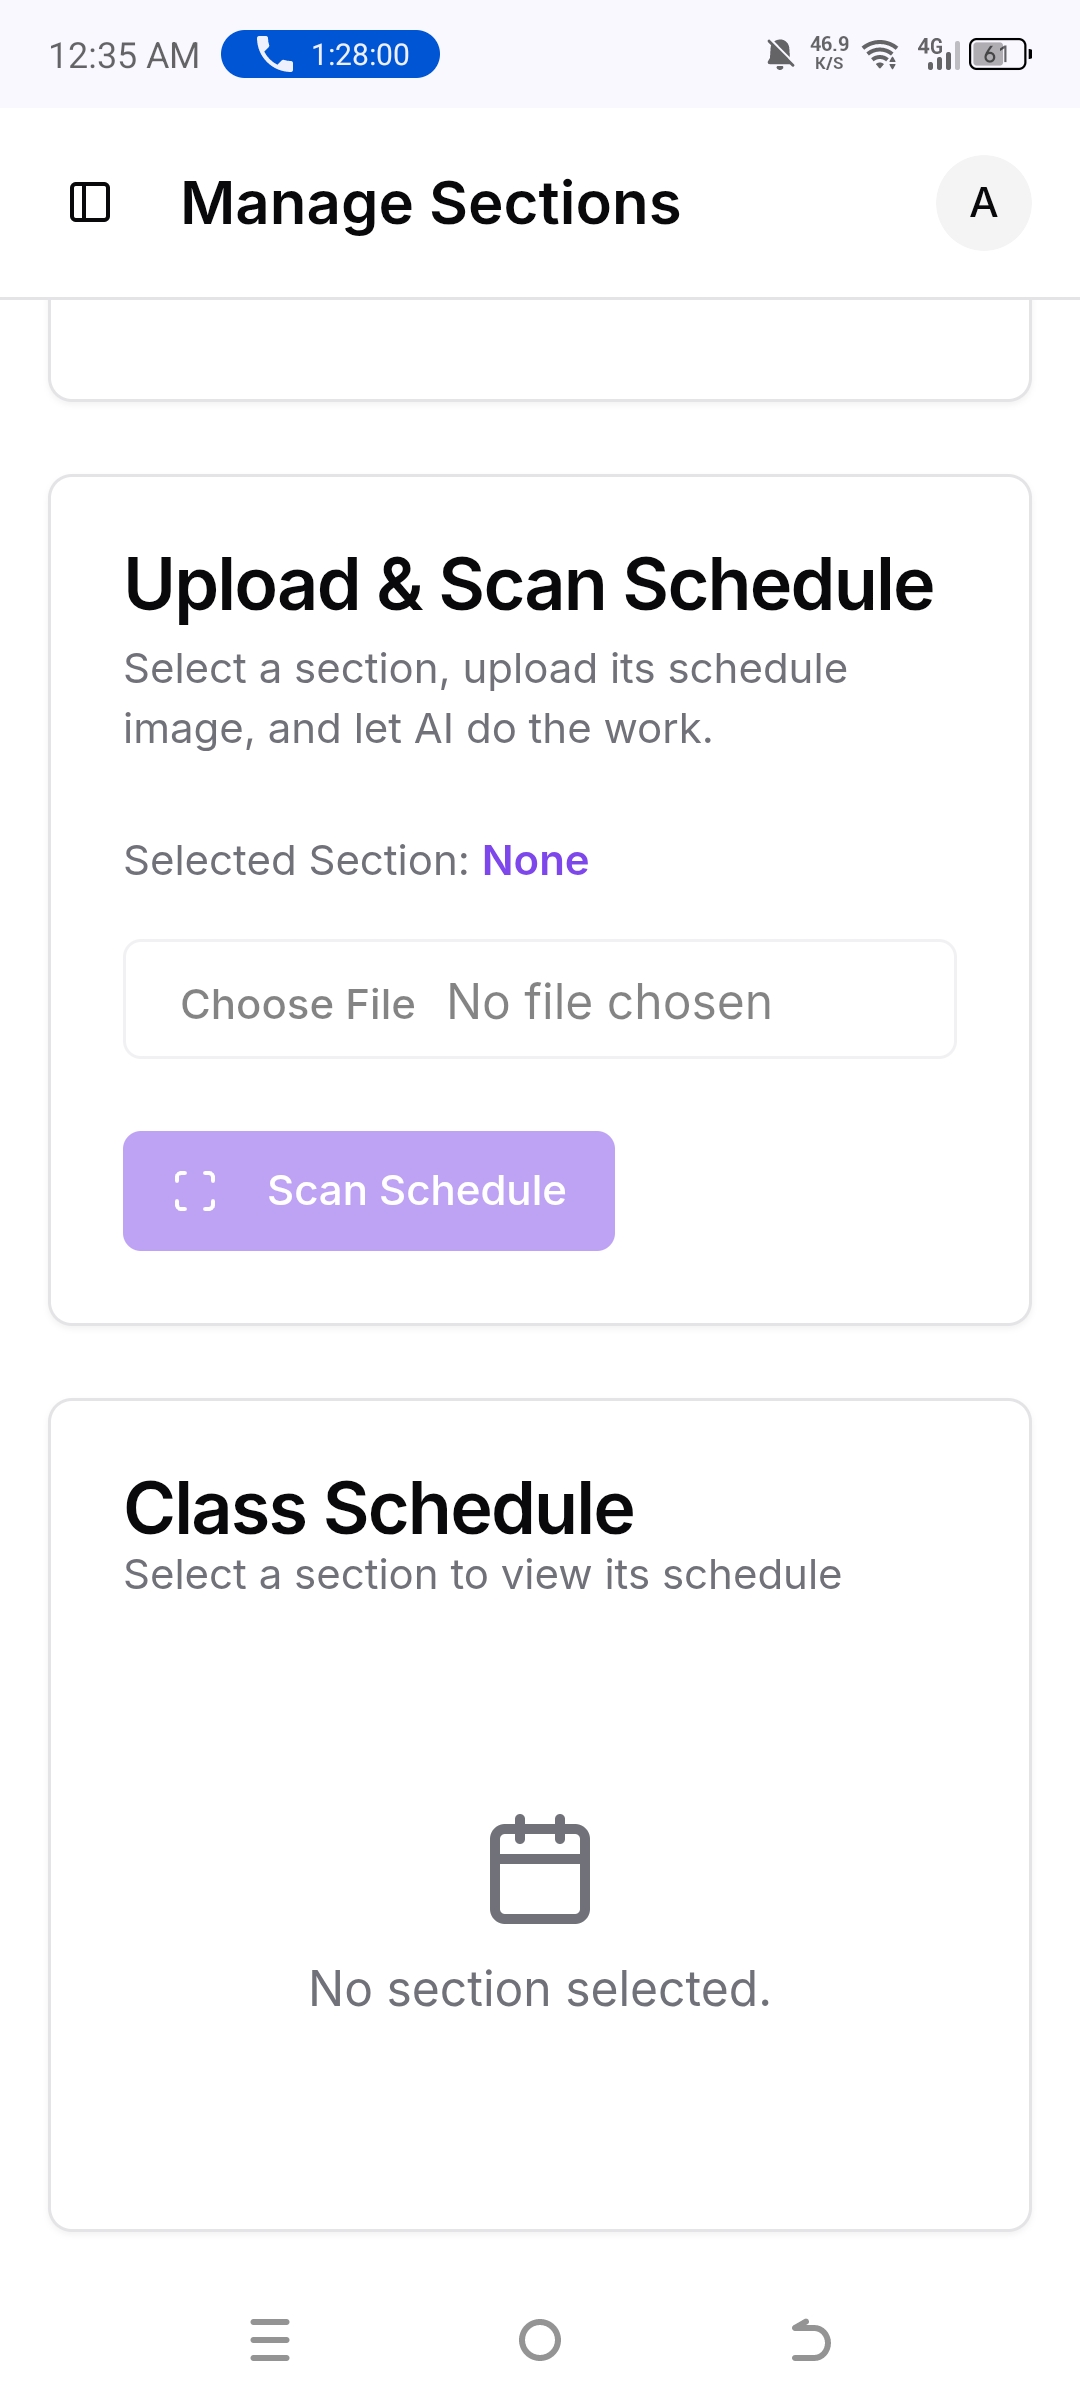 12:35 AM 1:28:00 46.9 K/S 4G 61
Manage Sections A
Upload & Scan Schedule
Select a section, upload its schedule
image, and let AI do the work.
Selected Section: None
Choose File No file chosen
Scan Schedule
Class Schedule
Select a section to view its schedule
No section selected.